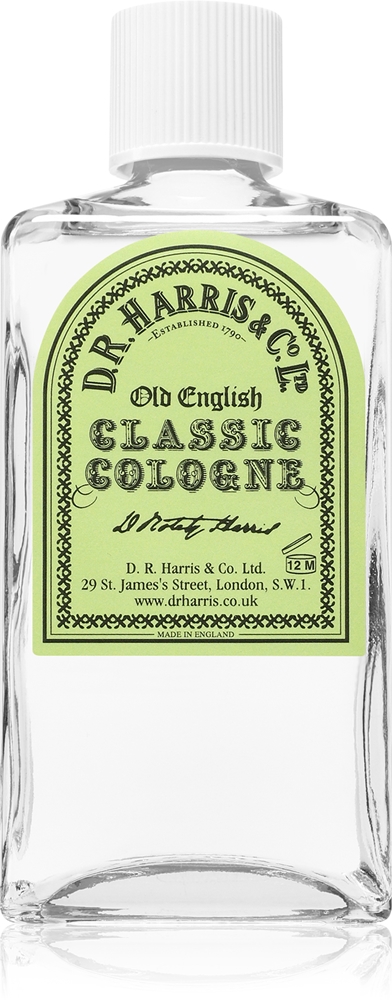 D.R. HARRIS & Co. LTD
–ESTABLISHED 1790–
Old English
CLASSIC
COLOGNE
12 M
D. R. Harris & Co. Ltd.
29 St. James's Street, London, S.W.1.
www.drharris.co.uk
MADE IN ENGLAND